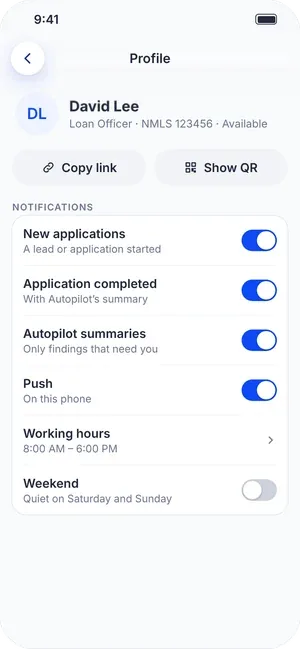 9:41
Profile
DL
David Lee
Loan Officer · NMLS 123456 · Available
Copy link
Show QR
NOTIFICATIONS
New applications
A lead or application started
Application completed
With Autopilot's summary
Autopilot summaries
Only findings that need you
Push
On this phone
Working hours
8:00 AM – 6:00 PM
Weekend
Quiet on Saturday and Sunday